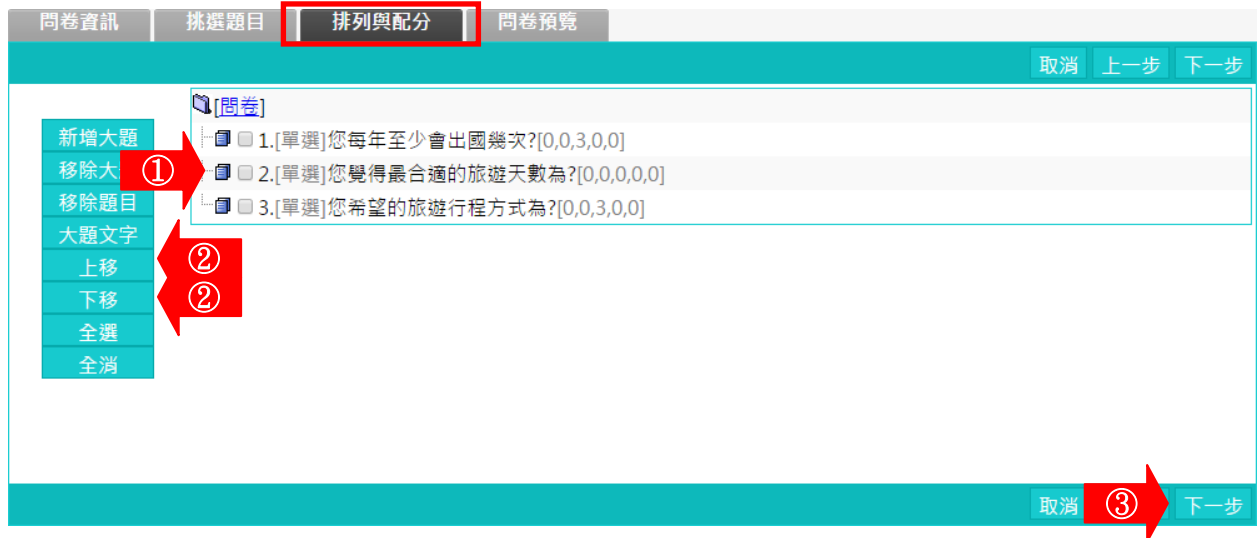 問卷資訊 挑選題目 排列與配分 問卷預覽
取消 上一步 下一步
[問卷]
1.[單選]您每年至少會出國幾次?[0,0,3,0,0]
2.[單選]您覺得最合適的旅遊天數為?[0,0,0,0,0]
3.[單選]您希望的旅遊行程方式為?[0,0,3,0,0]
新增大題
移除大
①
移除題目
大題文字
上移
②
下移
②
全選
全消
取消 ③ 下一步